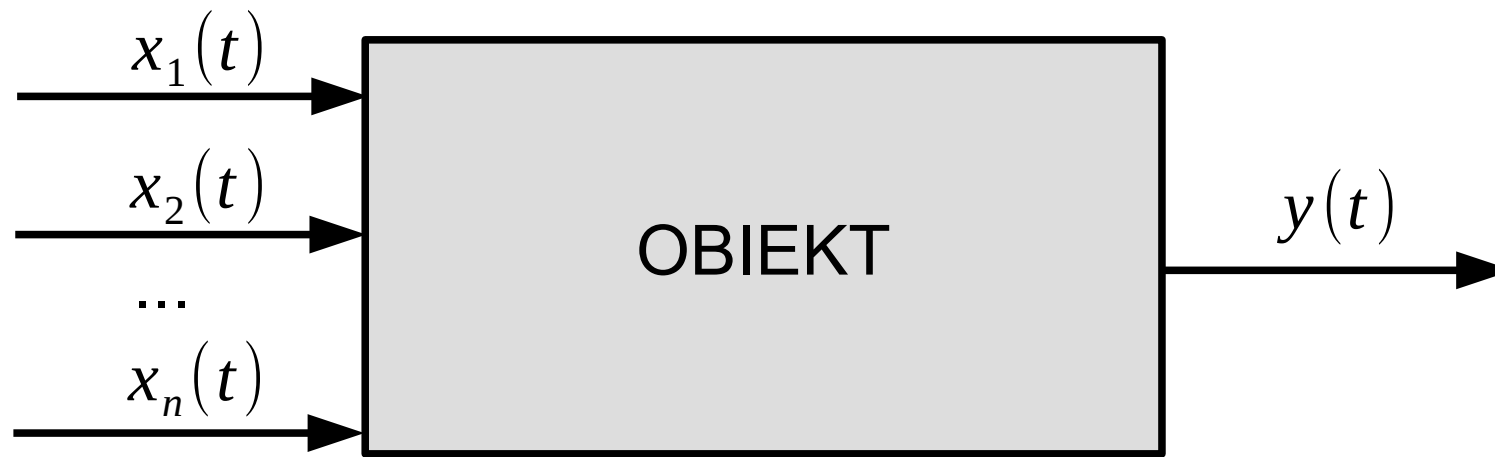 x₁(t)
x₂(t)
...
xₙ(t)
OBIEKT
y(t)